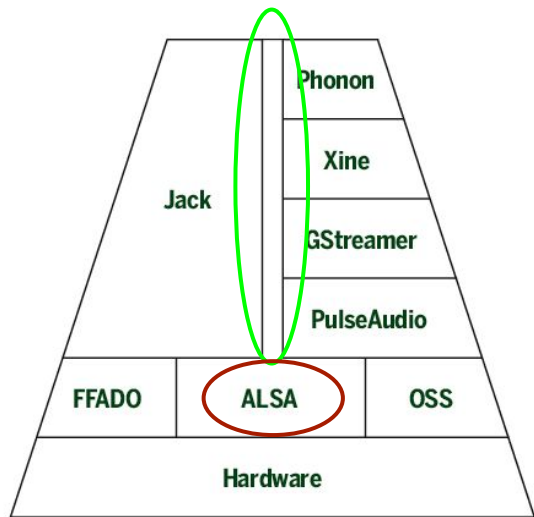 Phonon
Xine
Jack
GStreamer
PulseAudio
FFADO
ALSA
OSS
Hardware